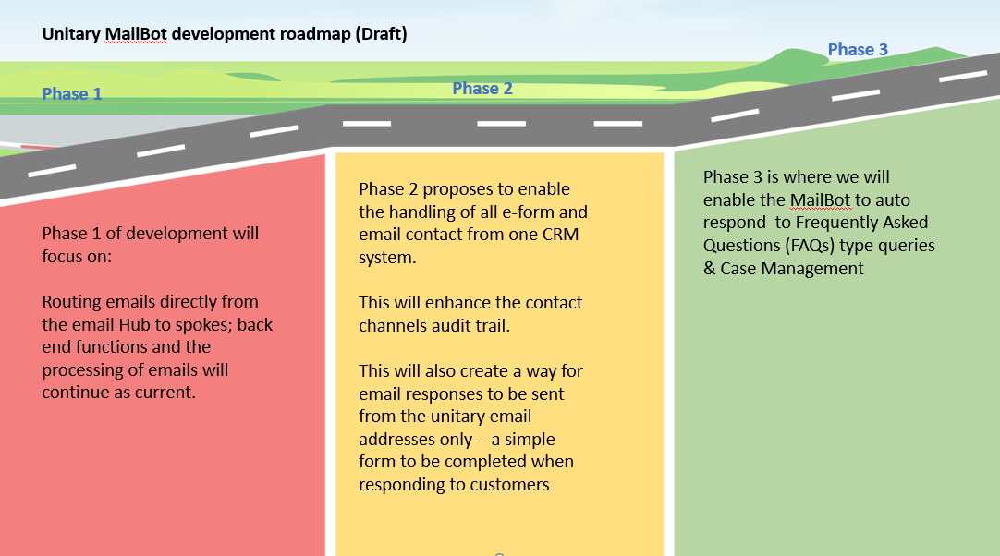 Unitary MailBot development roadmap (Draft)
Phase 1
Phase 2
Phase 3
Phase 1 of development will
focus on:
Routing emails directly from
the email Hub to spokes; back
end functions and the
processing of emails will
continue as current.
Phase 2 proposes to enable
the handling of all e-form and
email contact from one CRM
system.
This will enhance the contact
channels audit trail.
This will also create a way for
email responses to be sent
from the unitary email
addresses only -  a simple
form to be completed when
responding to customers
Phase 3 is where we will
enable the MailBot to auto
respond  to Frequently Asked
Questions (FAQs) type queries
& Case Management